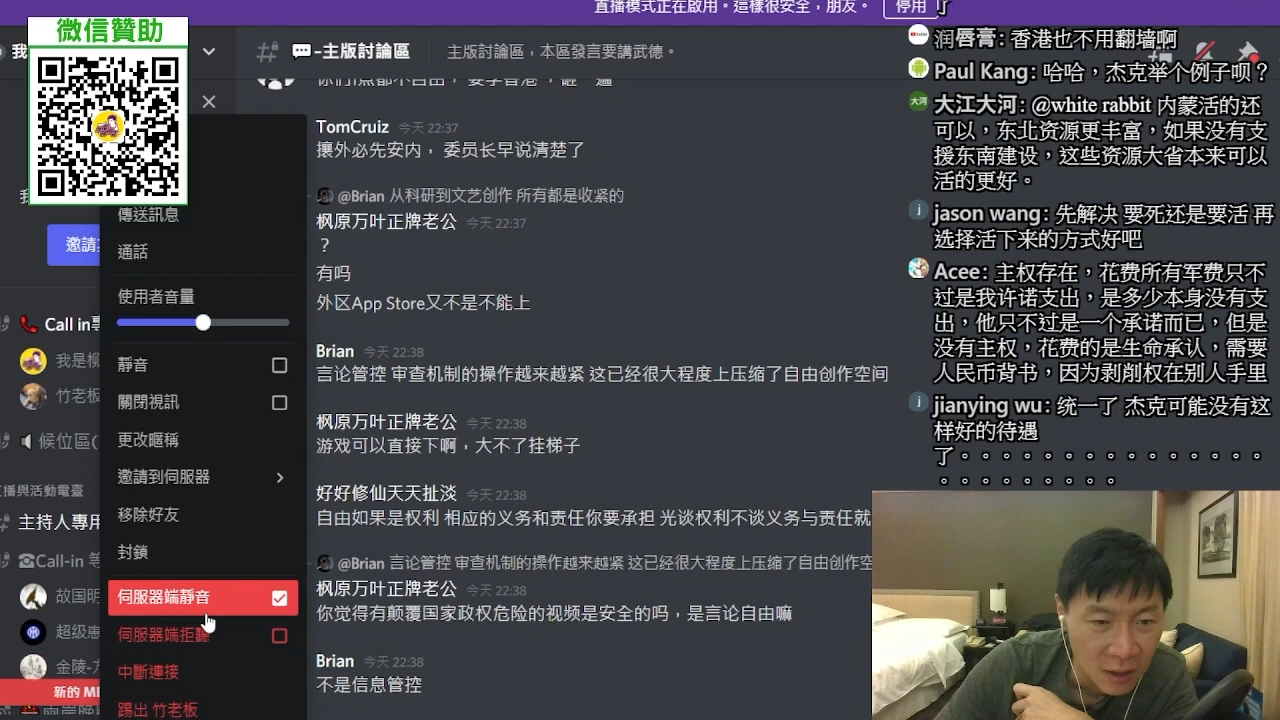 直播模式正在啟用。這樣很安全，朋友。
停用
微信贊助
💬-主版討論區
主版討論區，本區發言要講武德。
TomCruiz 今天 22:37
攘外必先安内， 委员长早说清楚了
@Brian 从科研到文艺创作 所有都是收紧的
枫原万叶正牌老公 今天 22:37
？
有吗
外区App Store又不是不能上
Brian 今天 22:38
言论管控 审查机制的操作越来越紧 这已经很大程度上压缩了自由创作空间
枫原万叶正牌老公 今天 22:38
游戏可以直接下啊，大不了挂梯子
好好修仙天天扯淡 今天 22:38
自由如果是权利 相应的义务和责任你要承担 光谈权利不谈义务与责任就
@Brian 言论管控 审查机制的操作越来越紧 这已经很大程度上压缩了自由创作空
枫原万叶正牌老公 今天 22:38
你觉得有颠覆国家政权危险的视频是安全的吗，是言论自由嘛
Brian 今天 22:38
不是信息管控
我
邀請
Call in專
我是柳
竹老板
候位區(
直播與活動電臺
主持人專用
☎Call-in 等
故国明
超级崽
金陵-方
新的 ME
傳送訊息
通話
使用者音量
靜音
關閉視訊
更改暱稱
邀請到伺服器
移除好友
封鎖
伺服器端靜音
伺服器端拒聽
中斷連接
踢出 竹老板
了
润唇膏: 香港也不用翻墙啊
Paul Kang: 哈哈，杰克举个例子呗？
大江大河: @white rabbit 内蒙活的还
可以，东北资源更丰富，如果没有支
援东南建设，这些资源大省本来可以
活的更好。
jason wang: 先解决 要死还是要活 再
选择活下来的方式好吧
Acee: 主权存在，花费所有军费只不
过是我许诺支出，是多少本身没有支
出，他只不过是一个承诺而已，但是
没有主权，花费的是生命承认，需要
人民币背书，因为剥削权在别人手里
jianying wu: 统一了 杰克可能没有这
样好的待遇
了。。。。。。。。。。。。
。。。。。。。